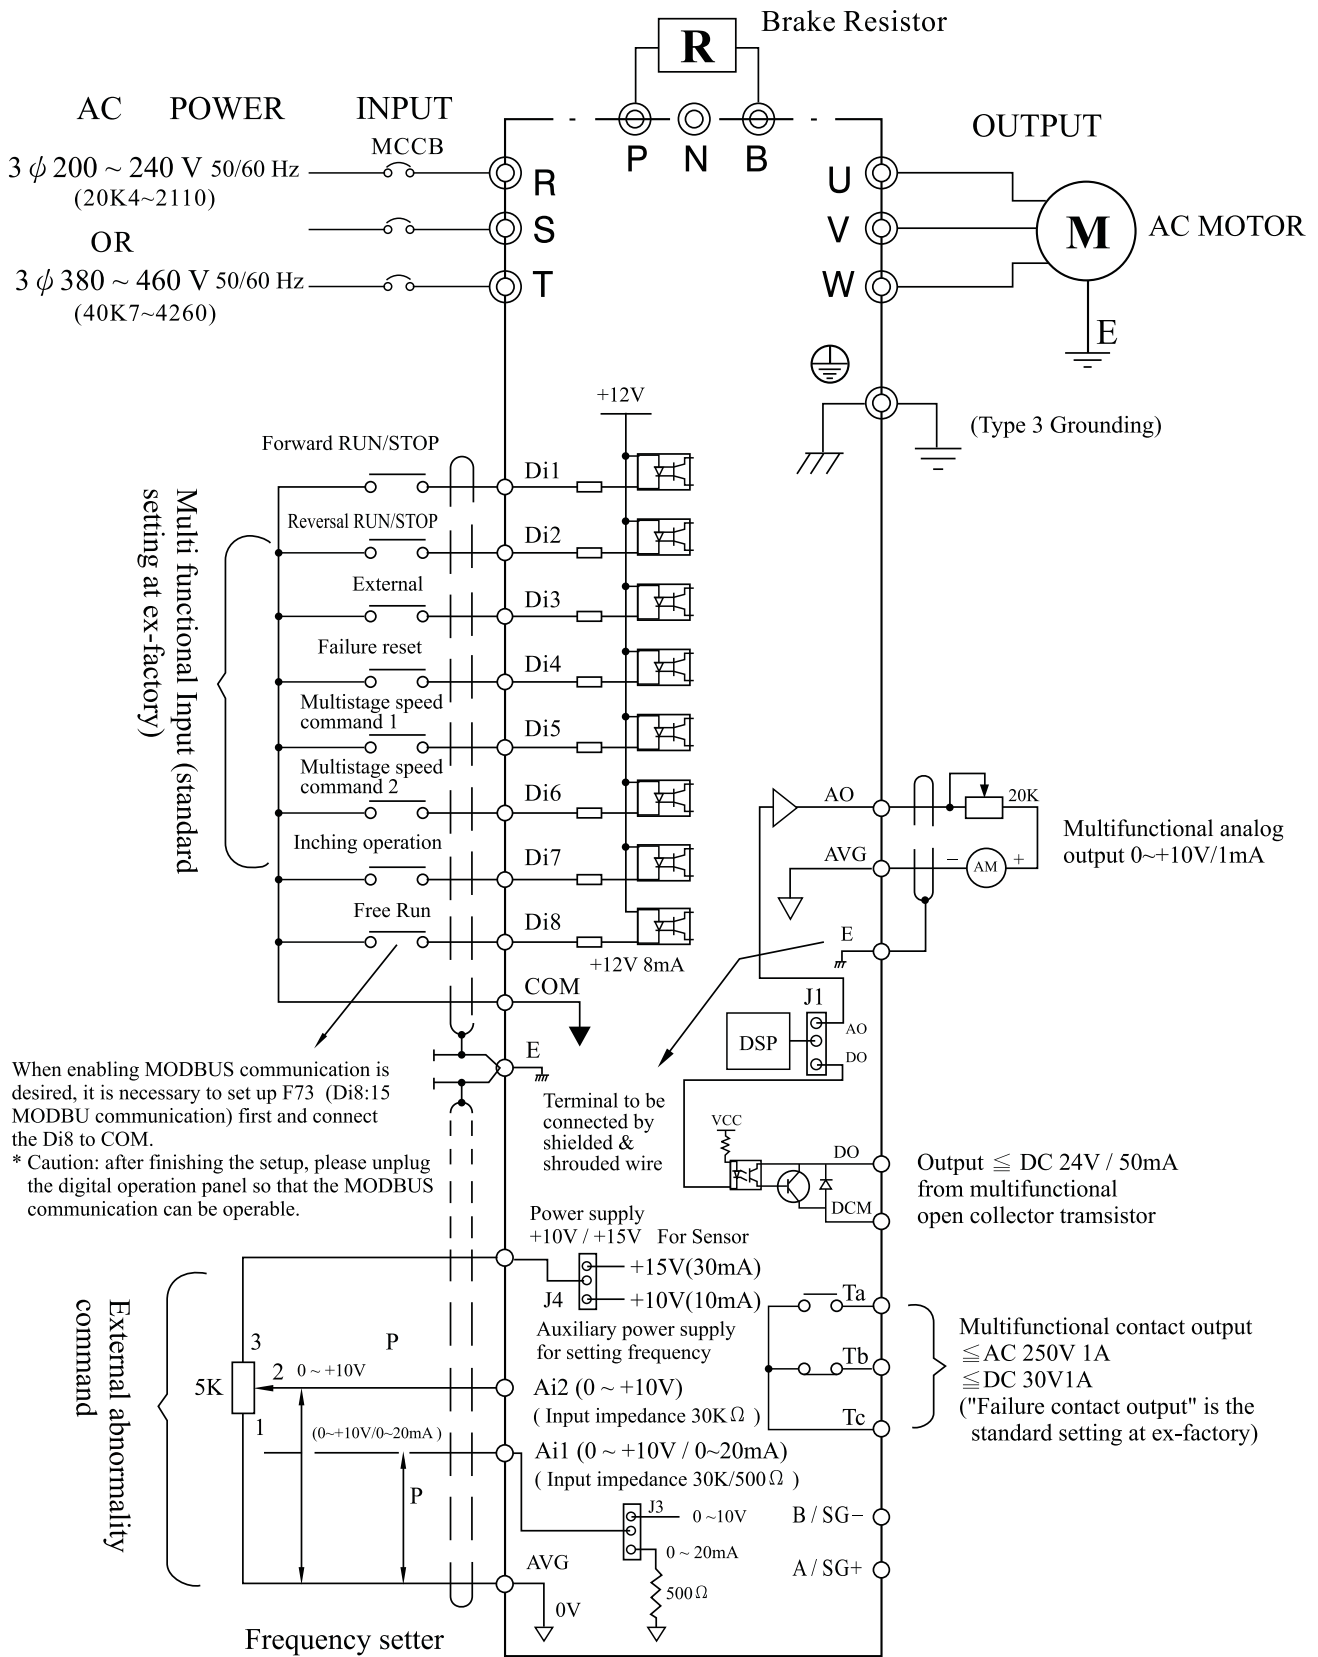 Brake Resistor
R
AC POWER INPUT
OUTPUT
MCCB
P N B
3 ϕ 200 ~ 240 V 50/60 Hz
(20K4~2110)
R
U
S
V
OR
M
AC MOTOR
3 ϕ 380 ~ 460 V 50/60 Hz
(40K7~4260)
T
W
E
(Type 3 Grounding)
+12V
Forward RUN/STOP
Di1
Reversal RUN/STOP
Di2
External
Di3
Failure reset
Di4
Multistage speed
command 1
Di5
Multistage speed
command 2
Di6
Inching operation
Di7
Free Run
Di8
+12V 8mA
COM
E
Multi functional Input (standard
setting at ex-factory)
AO
20K
AVG
−
AM
+
Multifunctional analog
output 0~+10V/1mA
E
J1
DSP
AO
DO
When enabling MODBUS communication is
desired, it is necessary to set up F73 (Di8:15
MODBU communication) first and connect
the Di8 to COM.
* Caution: after finishing the setup, please unplug
the digital operation panel so that the MODBUS
communication can be operable.
Terminal to be
connected by
shielded &
shrouded wire
VCC
DO
DCM
Output ≦ DC 24V / 50mA
from multifunctional
open collector tramsistor
Power supply
+10V / +15V For Sensor
+15V(30mA)
J4
+10V(10mA)
Auxiliary power supply
for setting frequency
External abnormality
command
3
P
5K
2
0 ~ +10V
1
(0~+10V/0~20mA )
P
Ai2 (0 ~ +10V)
( Input impedance 30KΩ )
Ai1 (0 ~ +10V / 0~20mA)
( Input impedance 30K/500Ω )
J3
0 ~10V
0 ~ 20mA
500Ω
AVG
0V
Frequency setter
Ta
Tb
Tc
Multifunctional contact output
≦AC 250V 1A
≦DC 30V1A
("Failure contact output" is the
standard setting at ex-factory)
B / SG−
A / SG+